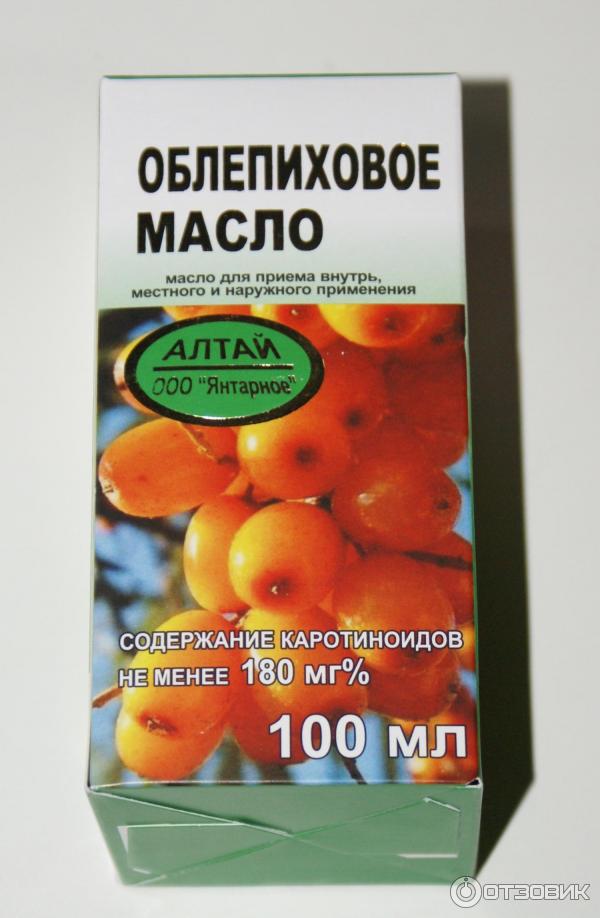 ОБЛЕПИХОВОЕ
МАСЛО
масло для приема внутрь,
местного и наружного применения
АЛТАЙ
ООО "Янтарное"
СОДЕРЖАНИЕ КАРОТИНОИДОВ
НЕ МЕНЕЕ 180 мг%
100 мл
ОТЗОВИК